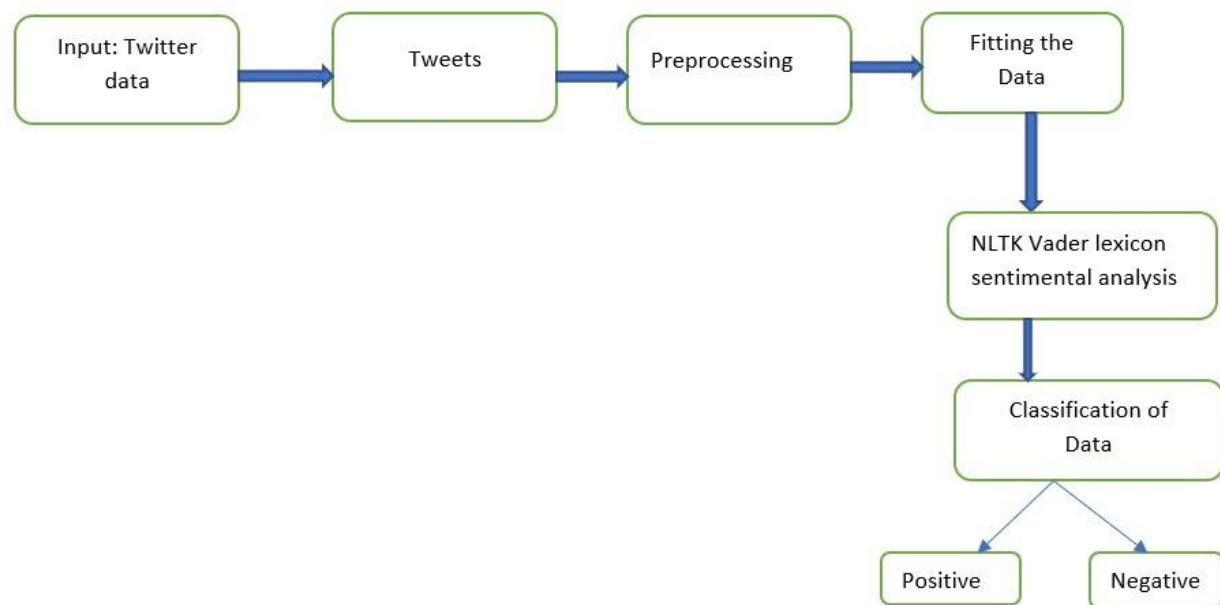 Input: Twitter
data
Tweets
Preprocessing
Fitting the
Data
NLTK Vader lexicon
sentimental analysis
Classification of
Data
Positive
Negative